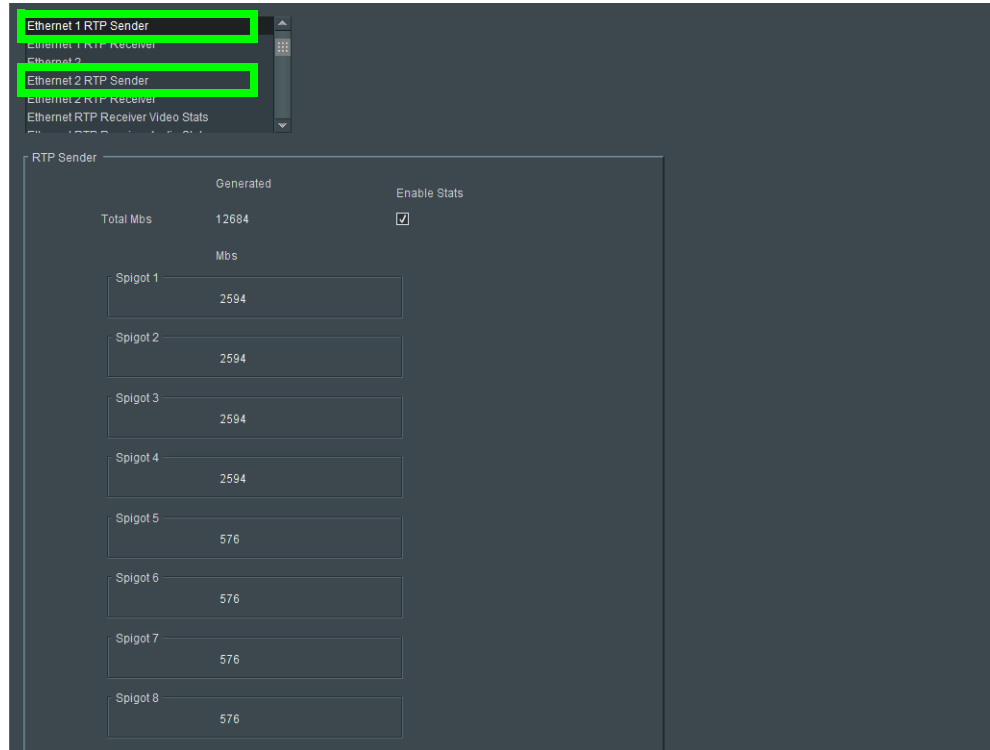 Ethernet 1 RTP Sender
Ethernet 1 RTP Receiver
Ethernet 2
Ethernet 2 RTP Sender
Ethernet 2 RTP Receiver
Ethernet RTP Receiver Video Stats
RTP Sender
Generated
Enable Stats
Total Mbs 12684
Mbs
Spigot 1
2594
Spigot 2
2594
Spigot 3
2594
Spigot 4
2594
Spigot 5
576
Spigot 6
576
Spigot 7
576
Spigot 8
576